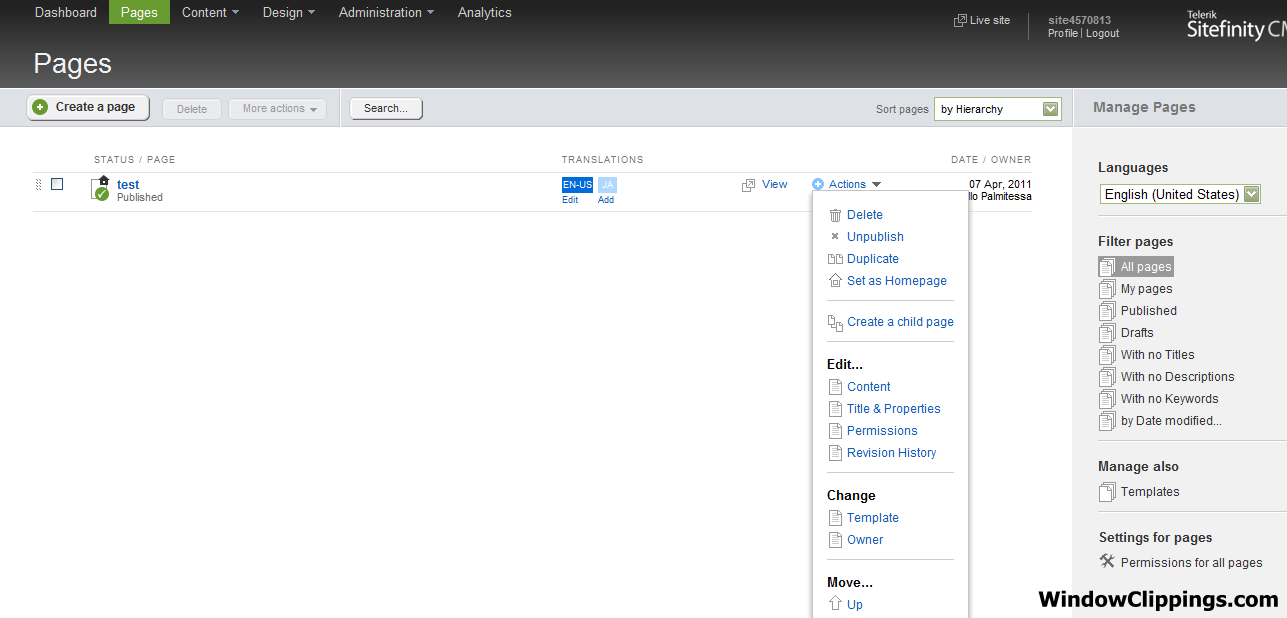 Dashboard Pages Content Design Administration Analytics
Live site
site4570813
Profile | Logout
Telerik
Sitefinity CM
Pages
Create a page Delete More actions Search... Sort pages by Hierarchy
Manage Pages
STATUS / PAGE TRANSLATIONS DATE / OWNER
test EN-US JA View Actions 07 Apr, 2011
Published Edit Add llo Palmitessa
Delete
Unpublish
Duplicate
Set as Homepage
Create a child page
Edit...
Content
Title & Properties
Permissions
Revision History
Change
Template
Owner
Move...
Up
Languages
English (United States)
Filter pages
All pages
My pages
Published
Drafts
With no Titles
With no Descriptions
With no Keywords
by Date modified...
Manage also
Templates
Settings for pages
Permissions for all pages
WindowClippings.com